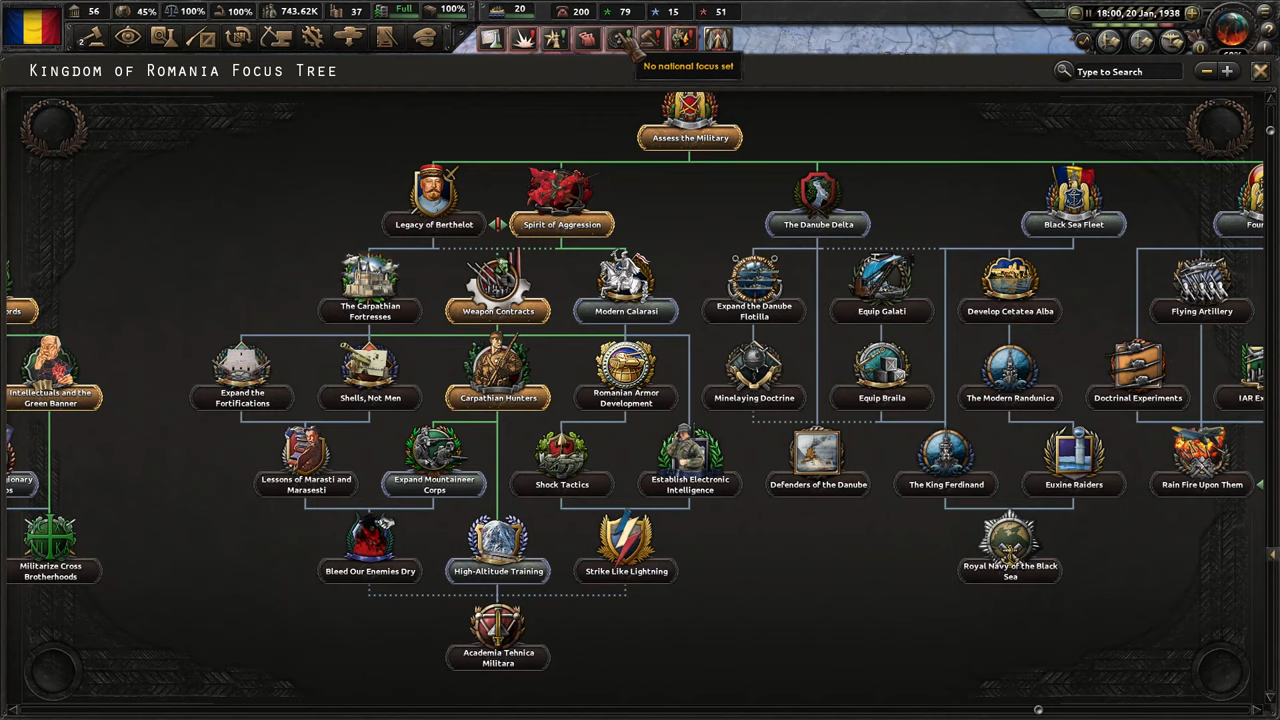 56 45% 100% 100% 743.62K 37 Full 100% 20 200 79 15 51 18:00, 20 Jan, 1938
2
No national focus set
Kingdom of Romania Focus Tree
Type to Search
Assess the Military
Legacy of Berthelot
Spirit of Aggression
The Danube Delta
Black Sea Fleet
Four
The Carpathian
Fortresses
Weapon Contracts
Modern Calarasi
Expand the Danube
Flotilla
Equip Galati
Develop Cetatea Alba
Flying Artillery
ords
Intellectuals and the
Green Banner
Expand the
Fortifications
Shells, Not Men
Carpathian Hunters
Romanian Armor
Development
Minelaying Doctrine
Equip Braila
The Modern Randunica
Doctrinal Experiments
IAR Ex
Lessons of Marasti and
Marasesti
Expand Mountaineer
Corps
Shock Tactics
Establish Electronic
Intelligence
Defenders of the Danube
The King Ferdinand
Euxine Raiders
Rain Fire Upon Them
ionary
ps
Militarize Cross
Brotherhoods
Bleed Our Enemies Dry
High-Altitude Training
Strike Like Lightning
Royal Navy of the Black
Sea
Academia Tehnica
Militara